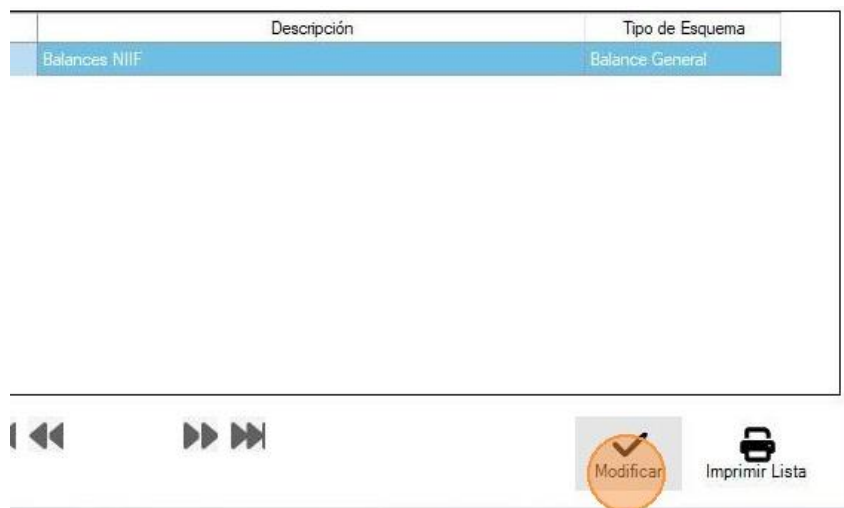 Descripción Tipo de Esquema
Balances NIIF Balance General
Modificar Imprimir Lista